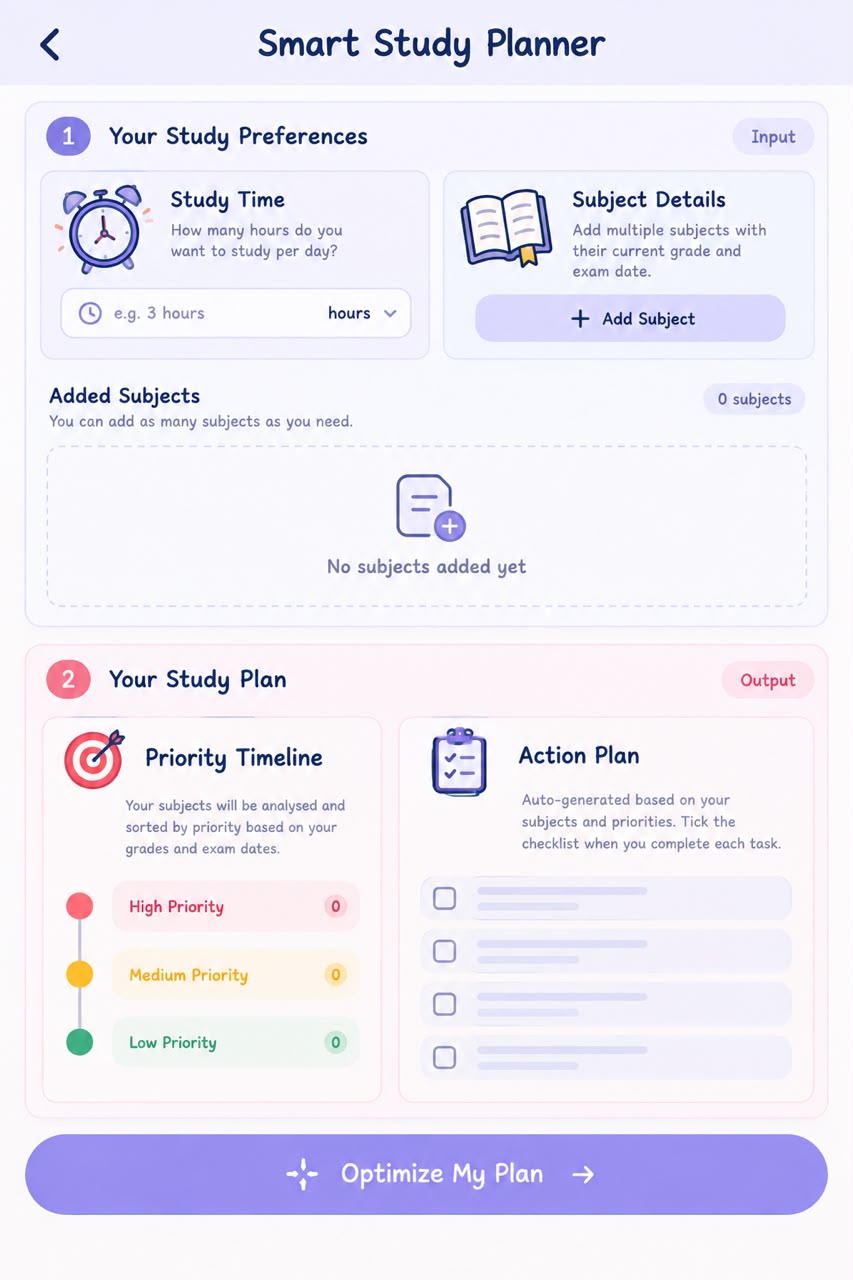 Smart Study Planner
1
Your Study Preferences
Input
Study Time
How many hours do you
want to study per day?
e.g. 3 hours
hours
Subject Details
Add multiple subjects with
their current grade and
exam date.
Add Subject
Added Subjects
0 subjects
You can add as many subjects as you need.
No subjects added yet
2
Your Study Plan
Output
Priority Timeline
Your subjects will be analysed and
sorted by priority based on your
grades and exam dates.
High Priority
0
Medium Priority
0
Low Priority
0
Action Plan
Auto-generated based on your
subjects and priorities. Tick the
checklist when you complete each task.
Optimize My Plan